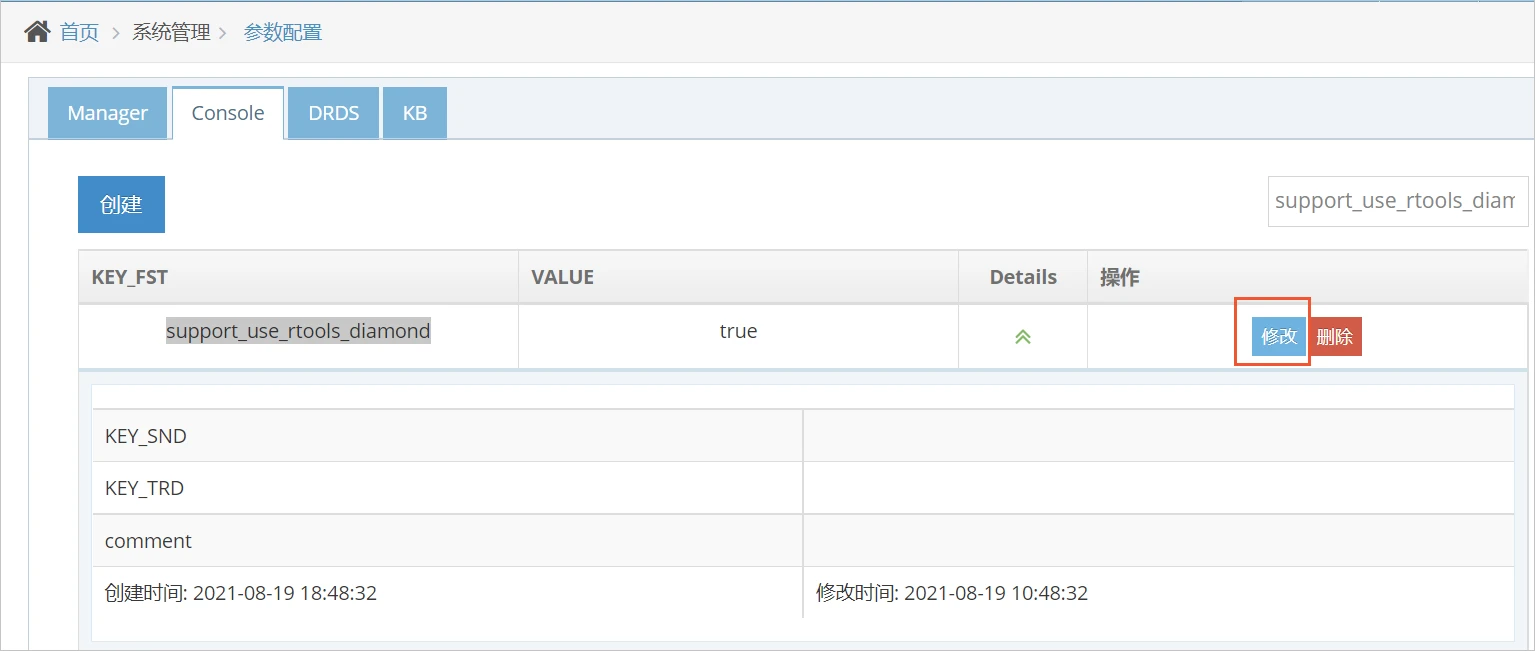 首页 > 系统管理 > 参数配置
Manager Console DRDS KB
创建 support_use_rtools_diam
KEY_FST VALUE Details 操作
support_use_rtools_diamond true 修改 删除
KEY_SND
KEY_TRD
comment
创建时间: 2021-08-19 18:48:32 修改时间: 2021-08-19 10:48:32